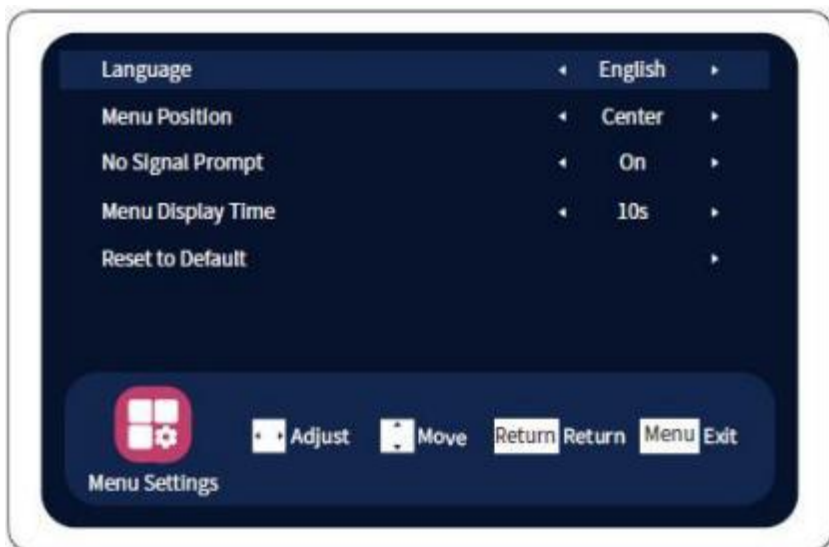 Language English
Menu Position Center
No Signal Prompt On
Menu Display Time 10s
Reset to Default
Adjust Move Return Return Menu Exit
Menu Settings